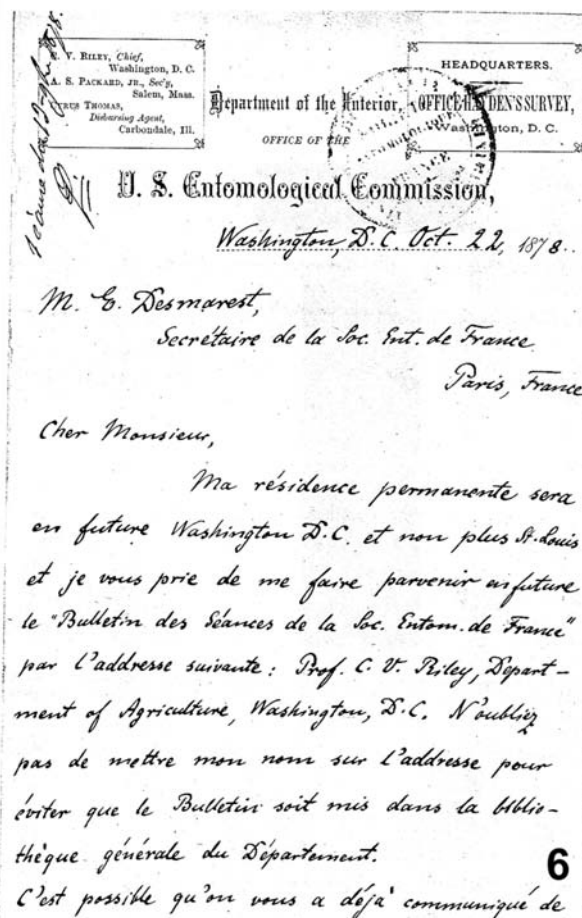 V. RILEY, Chief,
Washington, D. C.
A. S. PACKARD, JR., Sec'y,
Salem, Mass.
YRUS THOMAS,
Disbursing Agent,
Carbondale, Ill.
HEADQUARTERS.
Department of the Interior,
OFFICE HAYDEN'S SURVEY,
Washington, D. C.
OFFICE OF THE
U. S. Entomological Commission,
Washington, D.C. Oct. 22, 1878.
M. E. Desmarest,
Secrétaire de la Soc. Ent. de France
Paris, France
Cher Monsieur,
Ma résidence permanente sera
en future Washington D.C. et non plus St. Louis
et je vous prie de me faire parvenir en future
le "Bulletin des Séances de la Soc. Entom. de France"
par l'addresse suivante: Prof. C. V. Riley, Depart-
ment of Agriculture, Washington, D.C. N'oubliez
pas de mettre mon nom sur l'addresse pour
éviter que le Bulletin soit mis dans la biblio-
thèque générale du Département.
6
C'est possible qu'on vous a déjà communiqué de